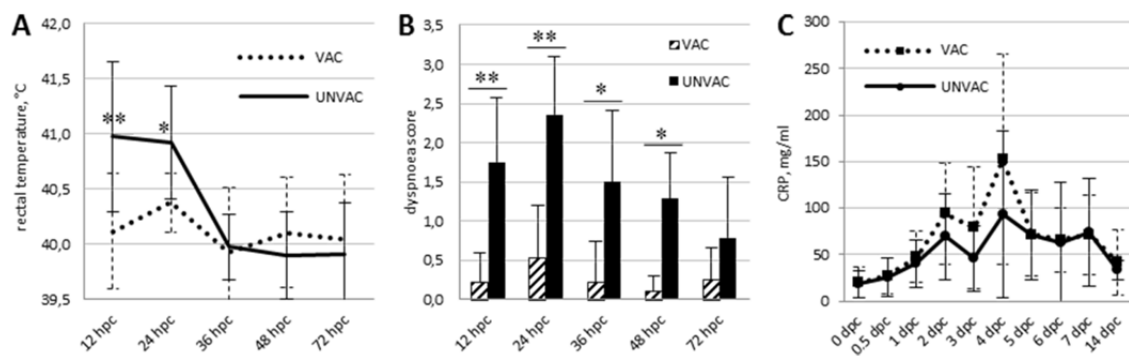 A
rectal temperature, °C
42,0
41,5
41,0
40,5
40,0
39,5
VAC
UNVAC
**
*
12 hpc
24 hpc
36 hpc
48 hpc
72 hpc
B
dyspnoea score
3,5
3,0
2,5
2,0
1,5
1,0
0,5
0,0
VAC
UNVAC
**
**
*
*
12 hpc
24 hpc
36 hpc
48 hpc
72 hpc
C
CRP, mg/ml
300
250
200
150
100
50
0
VAC
UNVAC
0 dpc
0.5 dpc
1 dpc
2 dpc
3 dpc
4 dpc
5 dpc
6 dpc
7 dpc
14 dpc